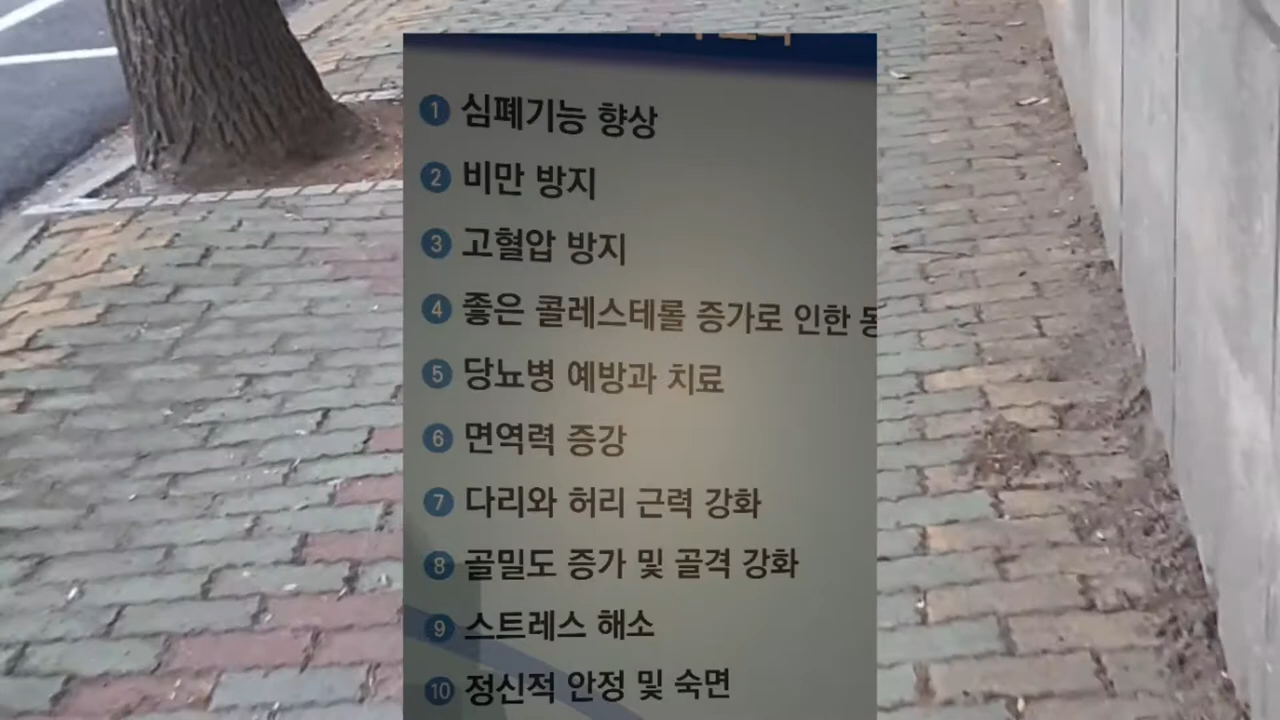 1 심폐기능 향상
2 비만 방지
3 고혈압 방지
4 좋은 콜레스테롤 증가로 인한
5 당뇨병 예방과 치료
6 면역력 증강
7 다리와 허리 근력 강화
8 골밀도 증가 및 골격 강화
9 스트레스 해소
10 정신적 안정 및 숙면